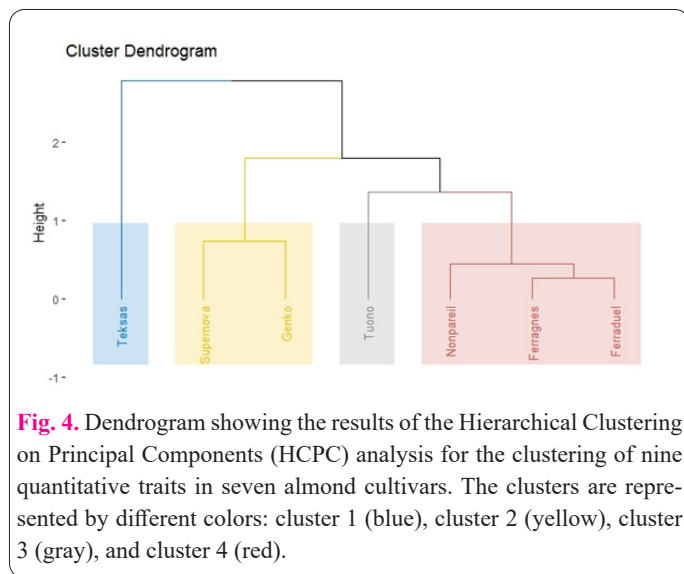 Cluster Dendrogram
Height
2
1
0
-1
Teksas
Supernova
Genko
Tuono
Nonpareil
Ferragnes
Ferraduel
Fig. 4. Dendrogram showing the results of the Hierarchical Clustering
on Principal Components (HCPC) analysis for the clustering of nine
quantitative traits in seven almond cultivars. The clusters are repre-
sented by different colors: cluster 1 (blue), cluster 2 (yellow), cluster
3 (gray), and cluster 4 (red).